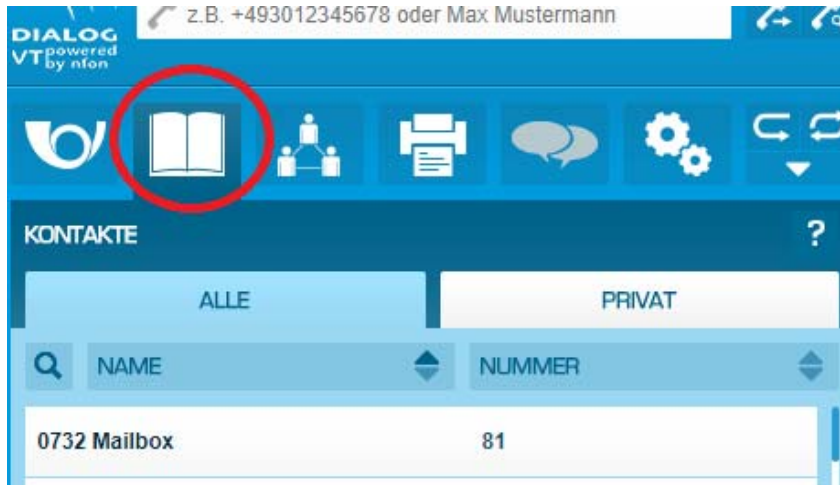 z.B. +493012345678 oder Max Mustermann
DIALOG
VT powered
by nfon
KONTAKTE
?
ALLE
PRIVAT
NAME
NUMMER
0732 Mailbox
81